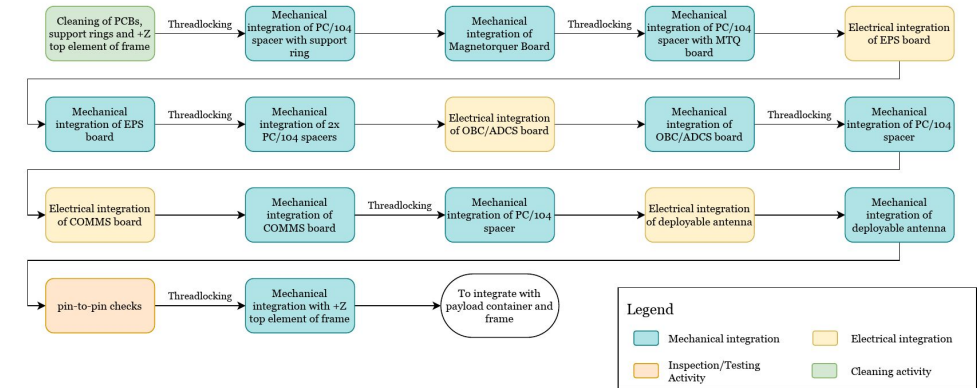 Cleaning of PCBs,
support rings and +Z
top element of frame
Threadlocking
Mechanical
integration of PC/104
spacer with support
ring
Mechanical
integration of
Magnetorquer Board
Threadlocking
Mechanical
integration of PC/104
spacer with MTQ
board
Electrical integration
of EPS board
Mechanical
integration of EPS
board
Threadlocking
Mechanical
integration of 2x
PC/104 spacers
Electrical integration
of OBC/ADCS board
Mechanical
integration of
OBC/ADCS board
Threadlocking
Mechanical
integration of PC/104
spacer
Electrical integration
of COMMS board
Mechanical
integration of
COMMS board
Threadlocking
Mechanical
integration of PC/104
spacer
Electrical integration
of deployable antenna
Mechanical
integration of
deployable antenna
pin-to-pin checks
Threadlocking
Mechanical
integration with +Z
top element of frame
To integrate with
payload container and
frame
Legend
Mechanical integration
Electrical integration
Inspection/Testing
Activity
Cleaning activity